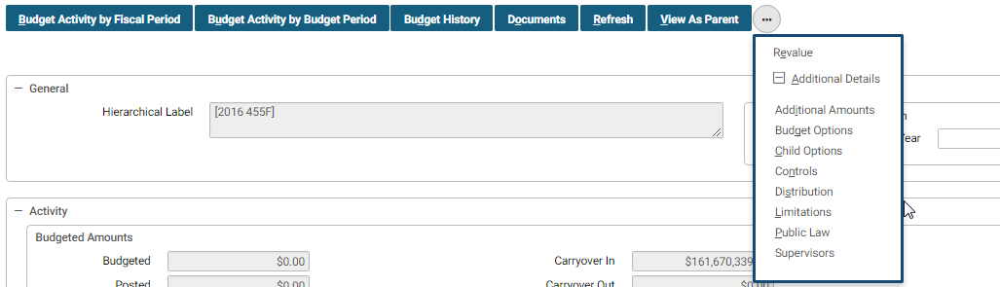 Budget Activity by Fiscal Period Budget Activity by Budget Period Budget History Documents Refresh View As Parent ...
Revalue
Additional Details
Additional Amounts
Budget Options
Child Options
Controls
Distribution
Limitations
Public Law
Supervisors
− General
Hierarchical Label [2016 455F]
ear
− Activity
Budgeted Amounts
Budgeted $0.00 Carryover In $161,670,339
Posted $0.00 Carryover Out $0.00